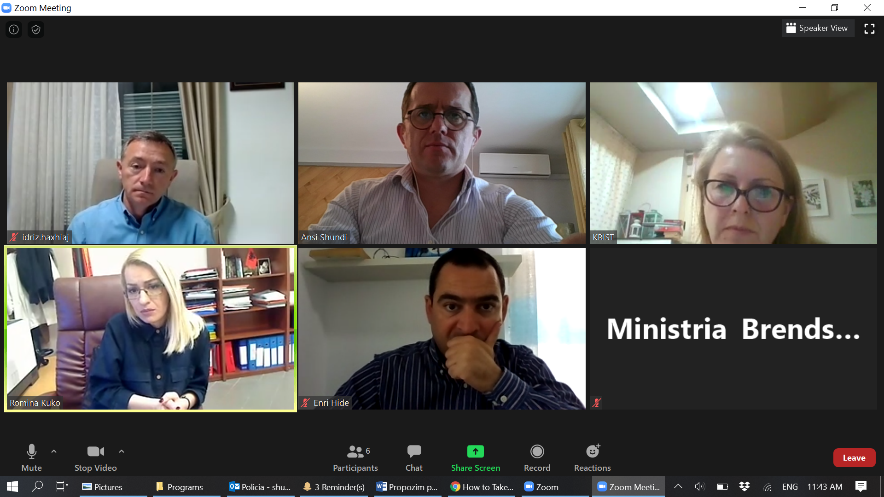 Zoom Meeting
Speaker View
idriz.haxhiaj
Ansi Shundi
KRIST
Romina Kuko
Enri Hide
Ministria Brends...
Mute
Stop Video
6
Participants
Chat
Share Screen
Record
Reactions
Leave
Pictures
Programs
Policia - shu...
3 Reminder(s)
Propozim p...
How to Take...
Zoom
Zoom Meeti...
ENG
11:43 AM